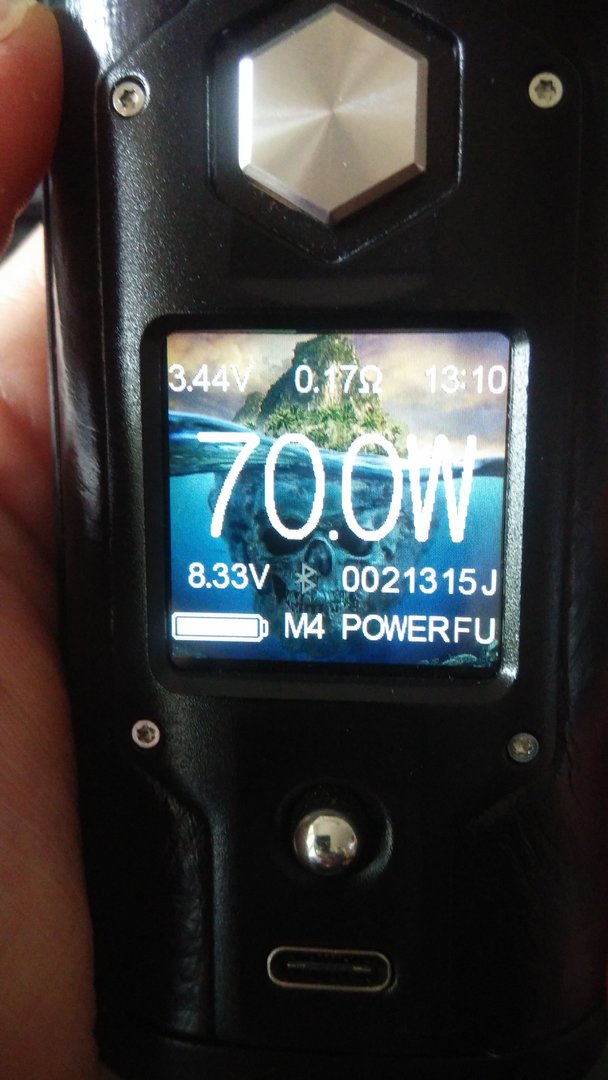 3.44V 0.17Ω 13:10
70.0W
8.33V 0021315J
M4 POWERFU